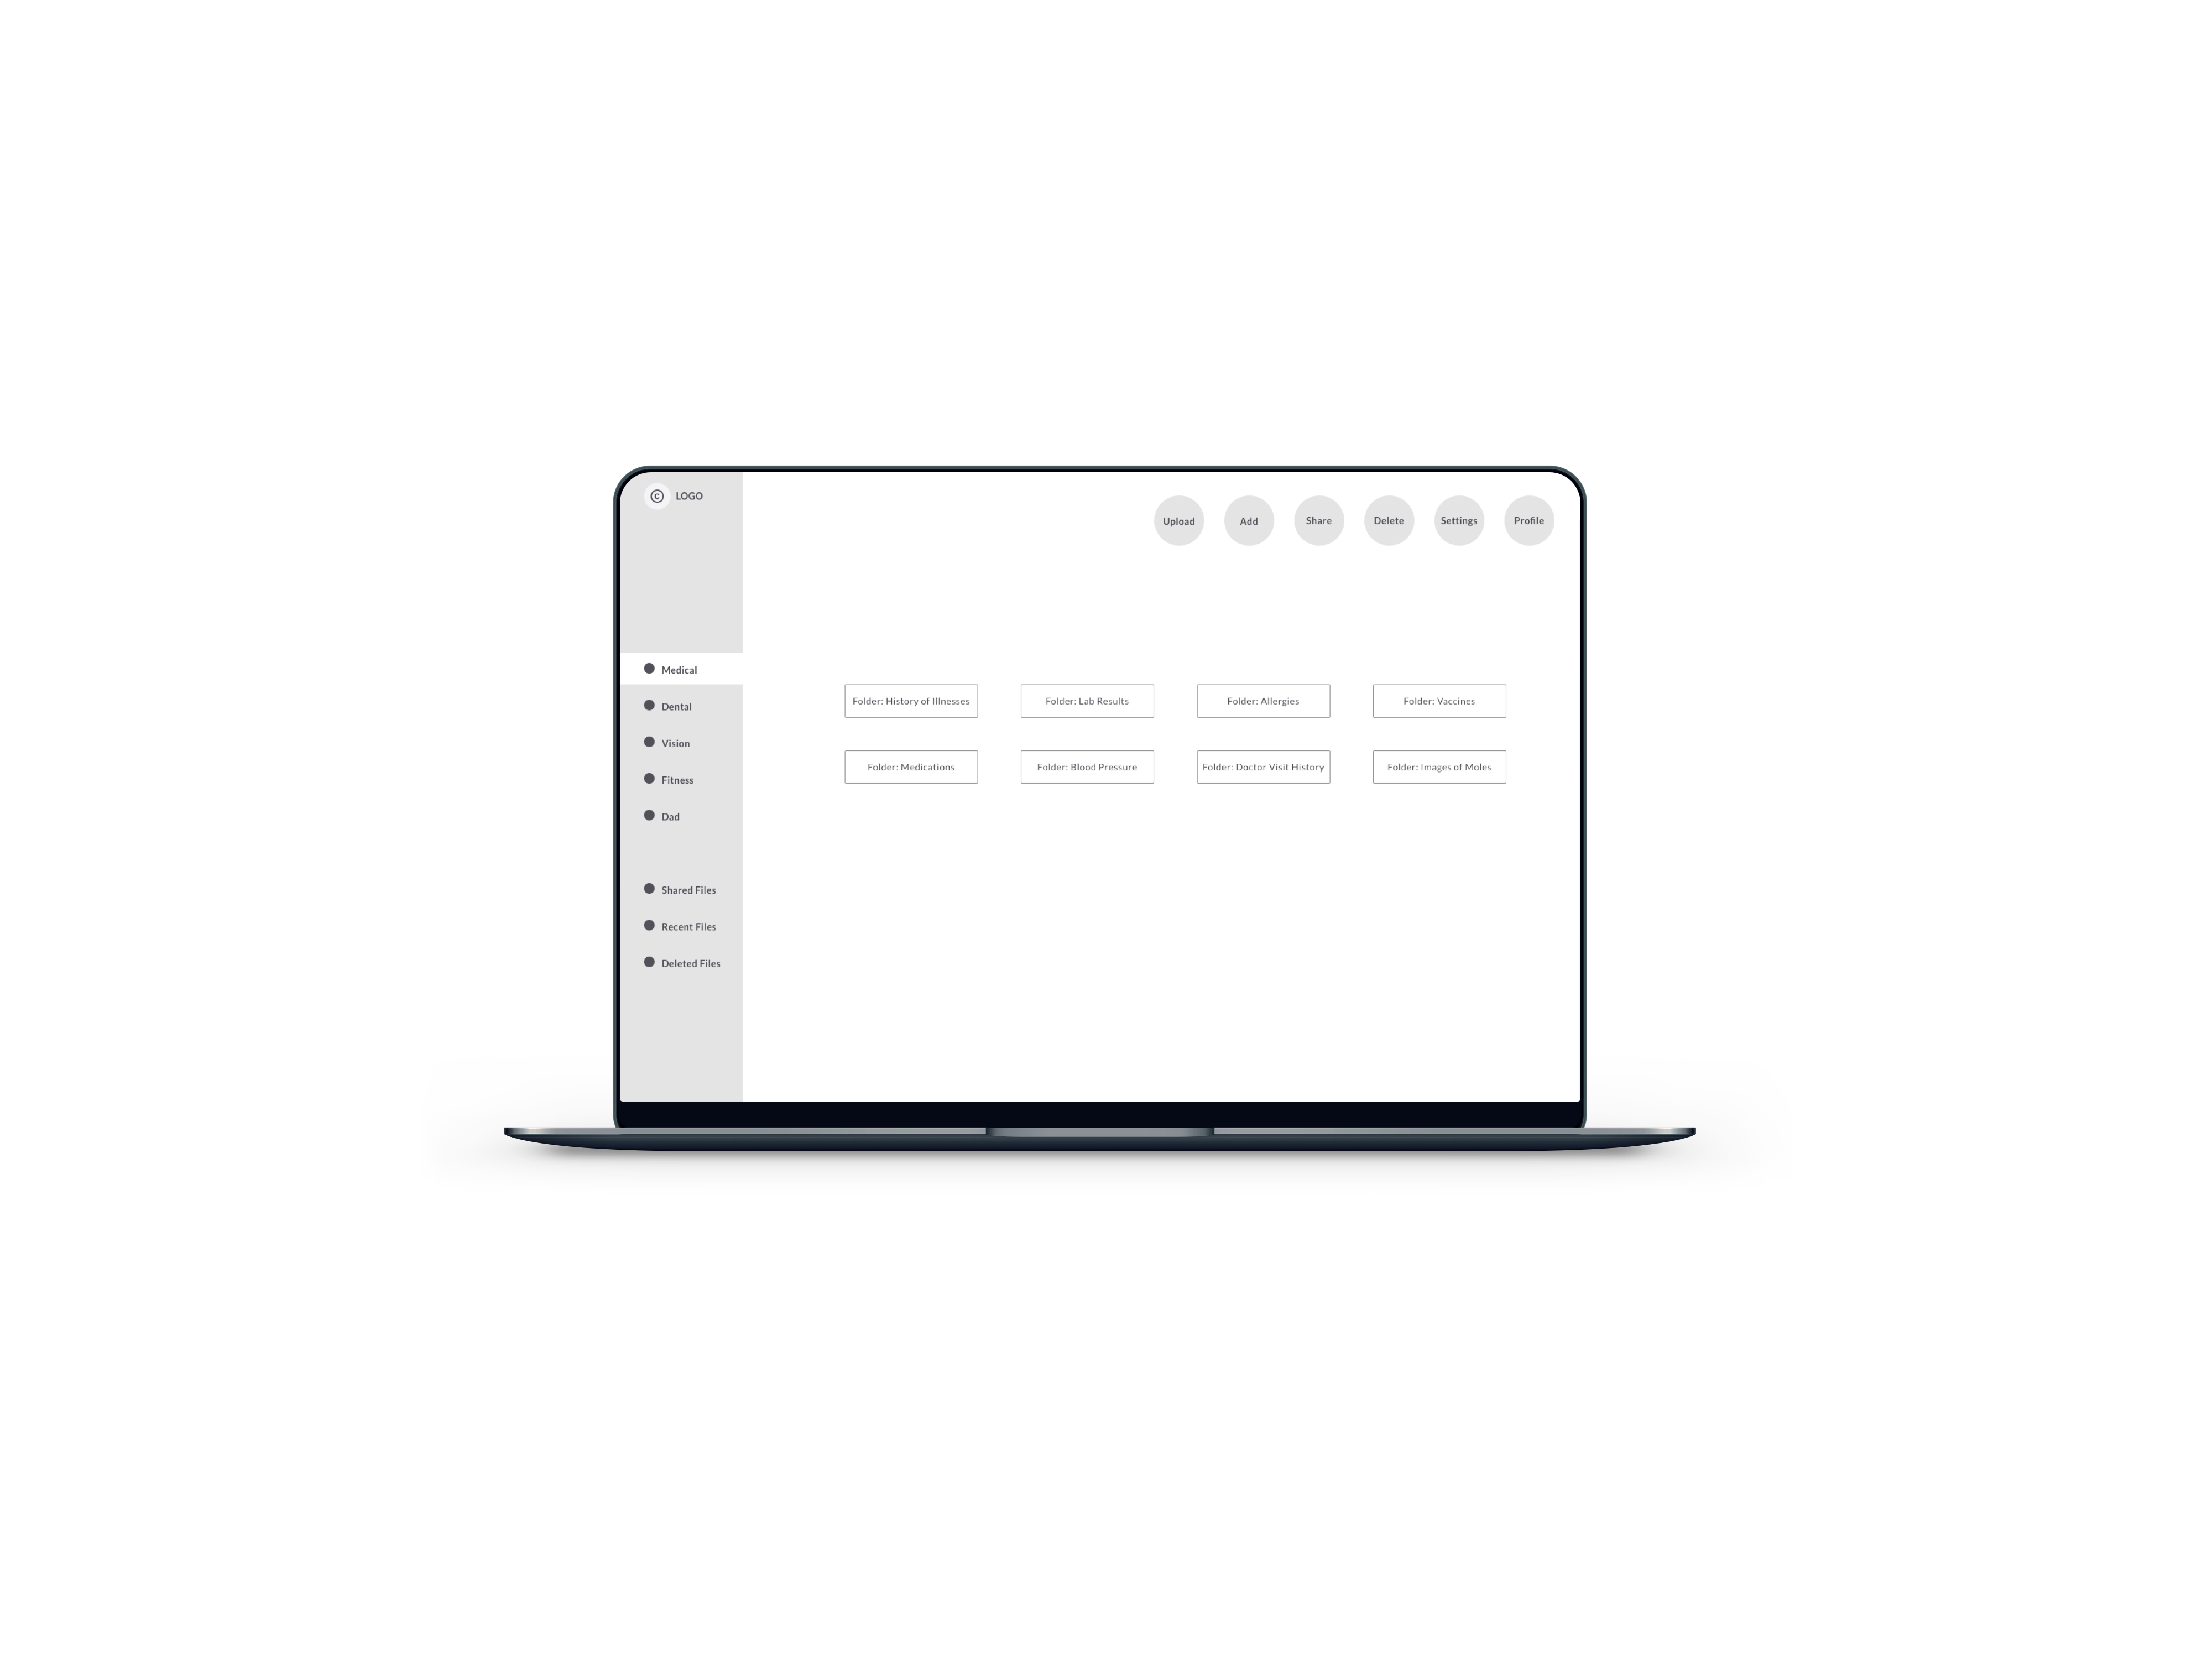 © LOGO
Upload
Add
Share
Delete
Settings
Profile
Medical
Dental
Vision
Fitness
Dad
Shared Files
Recent Files
Deleted Files
Folder: History of Illnesses
Folder: Lab Results
Folder: Allergies
Folder: Vaccines
Folder: Medications
Folder: Blood Pressure
Folder: Doctor Visit History
Folder: Images of Moles